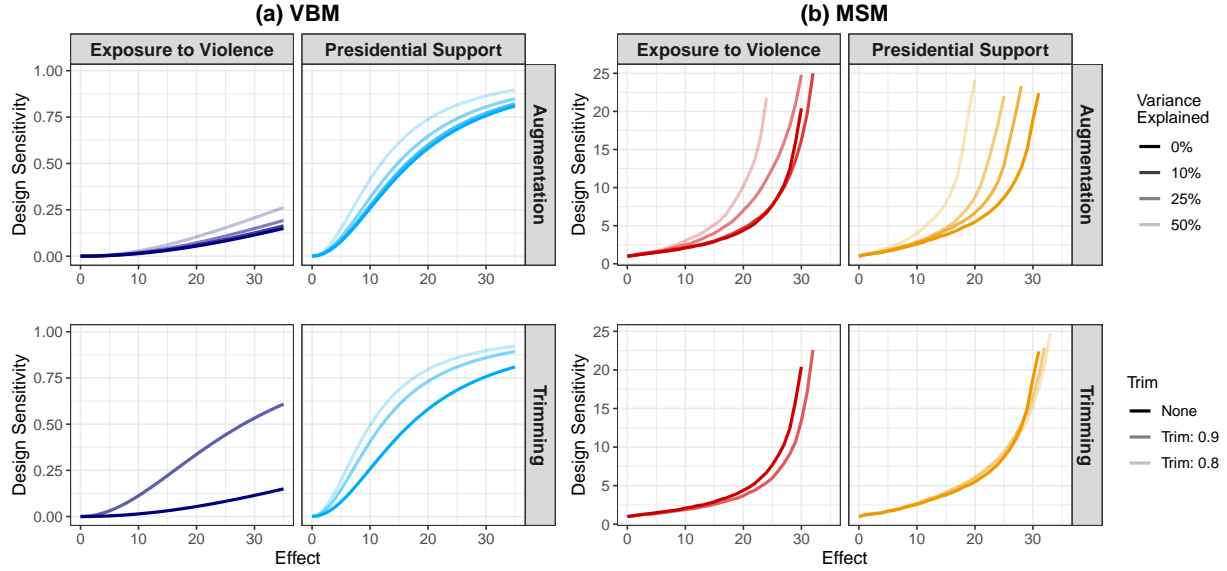 (a) VBM
Exposure to Violence
Presidential Support
Design Sensitivity
1.00
0.75
0.50
0.25
0.00
0 10 20 30
0 10 20 30
Augmentation
Design Sensitivity
1.00
0.75
0.50
0.25
0.00
0 10 20 30
0 10 20 30
Trimming
Effect
(b) MSM
Exposure to Violence
Presidential Support
Design Sensitivity
25
20
15
10
5
0
0 10 20 30
0 10 20 30
Augmentation
Design Sensitivity
25
20
15
10
5
0
0 10 20 30
0 10 20 30
Trimming
Effect
Variance
Explained
0%
10%
25%
50%
Trim
None
Trim: 0.9
Trim: 0.8